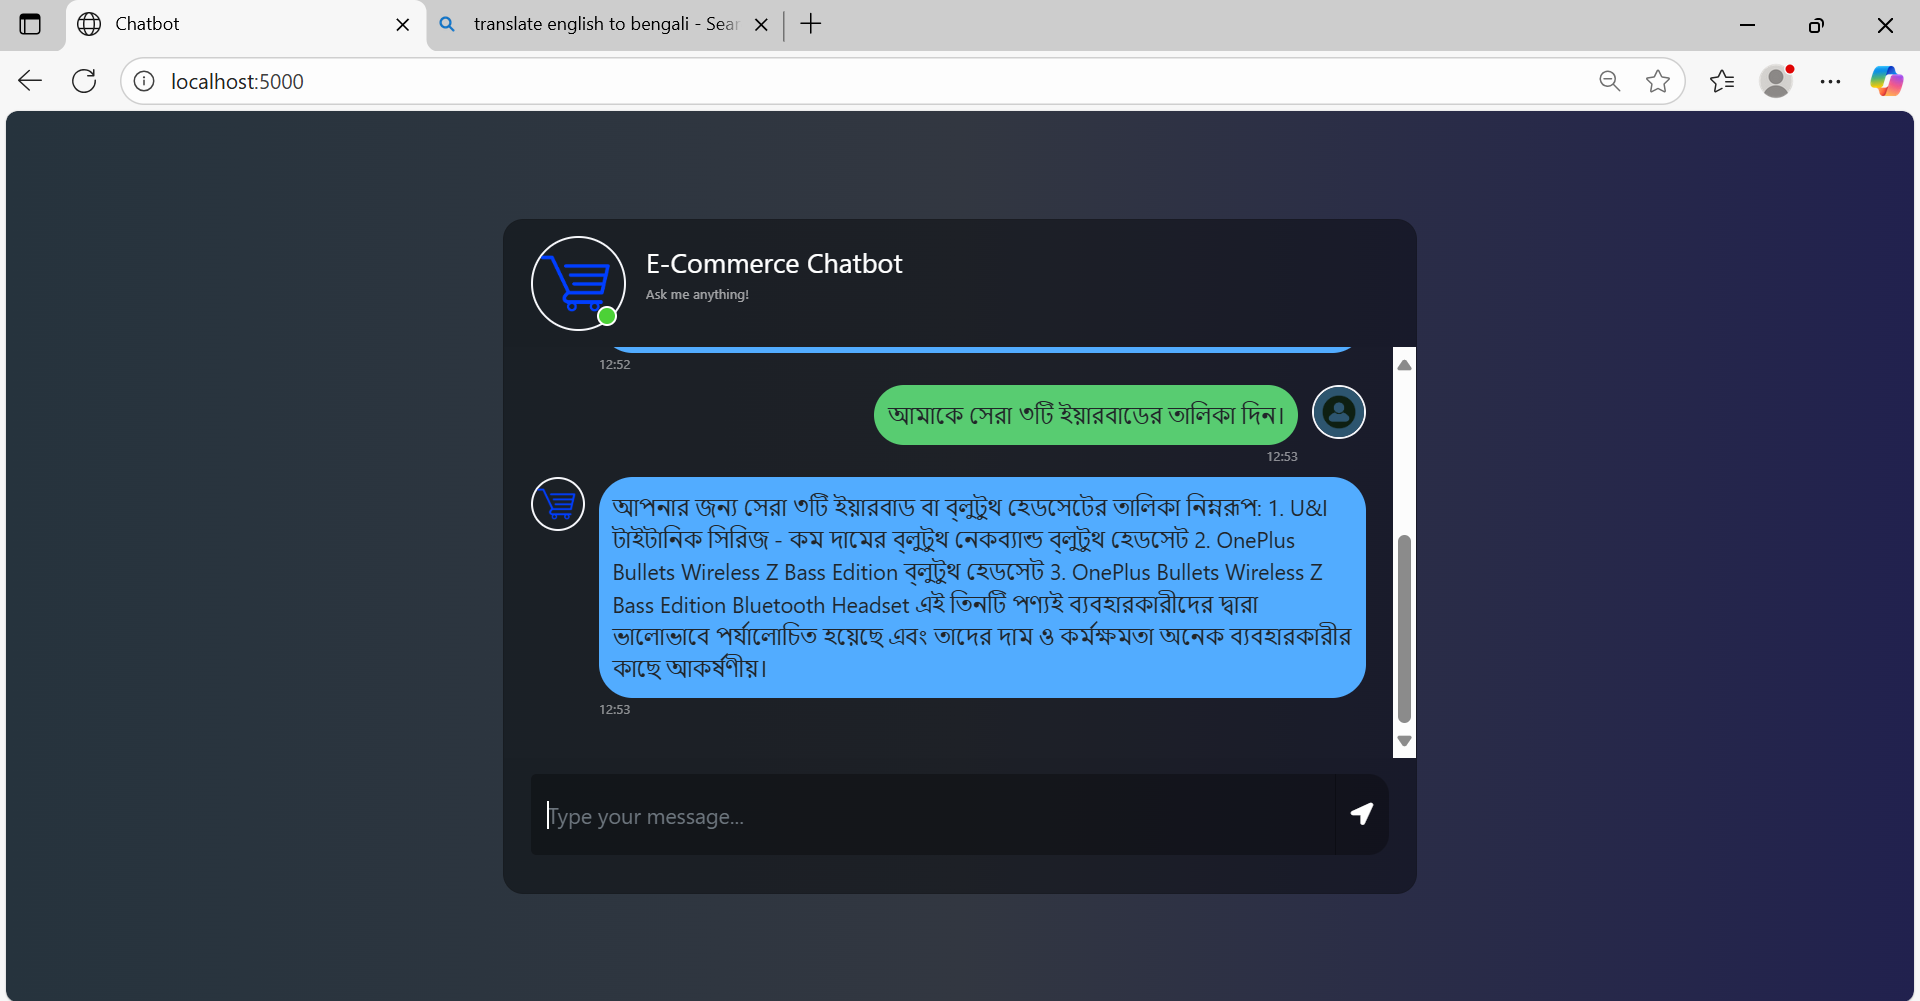 Chatbot
translate english to bengali - Sear
localhost:5000
E-Commerce Chatbot
Ask me anything!
12:52
আমাকে সেরা ৩টি ইয়ারবাডের তালিকা দিন।
12:53
আপনার জন্য সেরা ৩টি ইয়ারবাড বা ব্লুটুথ হেডসেটের তালিকা নিম্নরূপ: 1. U&I
টাইটানিক সিরিজ - কম দামের ব্লুটুথ নেকব্যান্ড ব্লুটুথ হেডসেট 2. OnePlus
Bullets Wireless Z Bass Edition ব্লুটুথ হেডসেট 3. OnePlus Bullets Wireless Z
Bass Edition Bluetooth Headset এই তিনটি পণ্যই ব্যবহারকারীদের দ্বারা
ভালোভাবে পর্যালোচিত হয়েছে এবং তাদের দাম ও কর্মক্ষমতা অনেক ব্যবহারকারীর
কাছে আকর্ষণীয়।
12:53
Type your message...